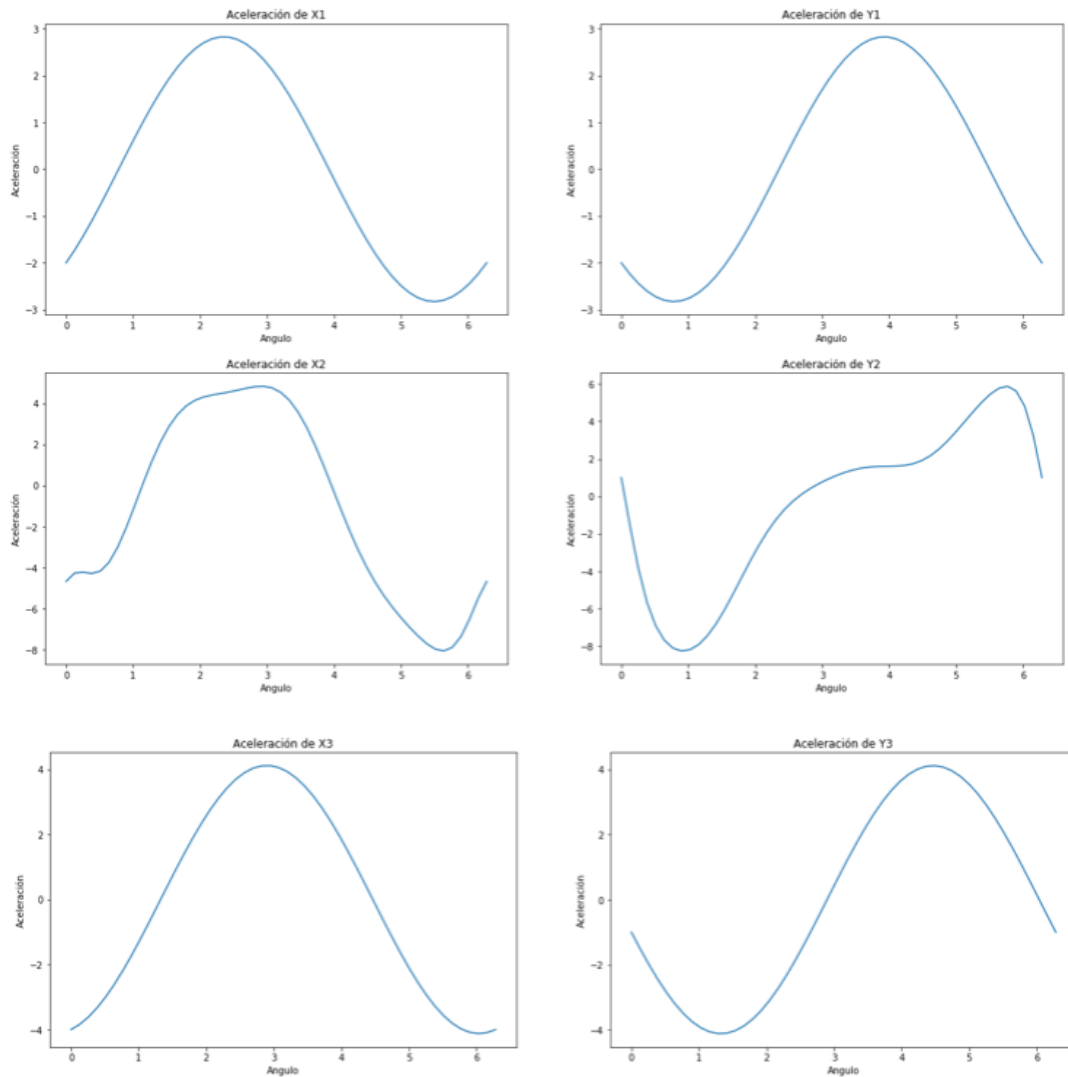 Aceleración de X1
3
2
1
0
−1
−2
−3
Aceleración
0 1 2 3 4 5 6
Angulo
Aceleración de Y1
3
2
1
0
−1
−2
−3
Aceleración
0 1 2 3 4 5 6
Angulo
Aceleración de X2
4
2
0
−2
−4
−6
−8
Aceleración
0 1 2 3 4 5 6
Angulo
Aceleración de Y2
6
4
2
0
−2
−4
−6
−8
Aceleración
0 1 2 3 4 5 6
Angulo
Aceleración de X3
4
2
0
−2
−4
Aceleración
0 1 2 3 4 5 6
Angulo
Aceleración de Y3
4
2
0
−2
−4
Aceleración
0 1 2 3 4 5 6
Angulo